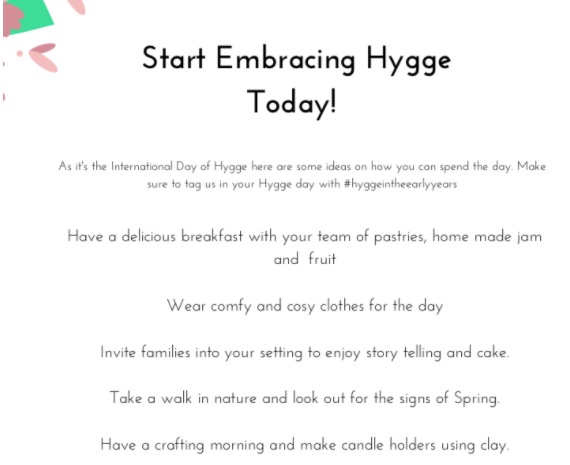 Start Embracing Hygge
Today!
As it's the International Day of Hygge here are some ideas on how you can spend the day. Make
sure to tag us in your Hygge day with #hyggeintheearlyyears
Have a delicious breakfast with your team of pastries, home made jam
and fruit
Wear comfy and cosy clothes for the day
Invite families into your setting to enjoy story telling and cake.
Take a walk in nature and look out for the signs of Spring.
Have a crafting morning and make candle holders using clay.